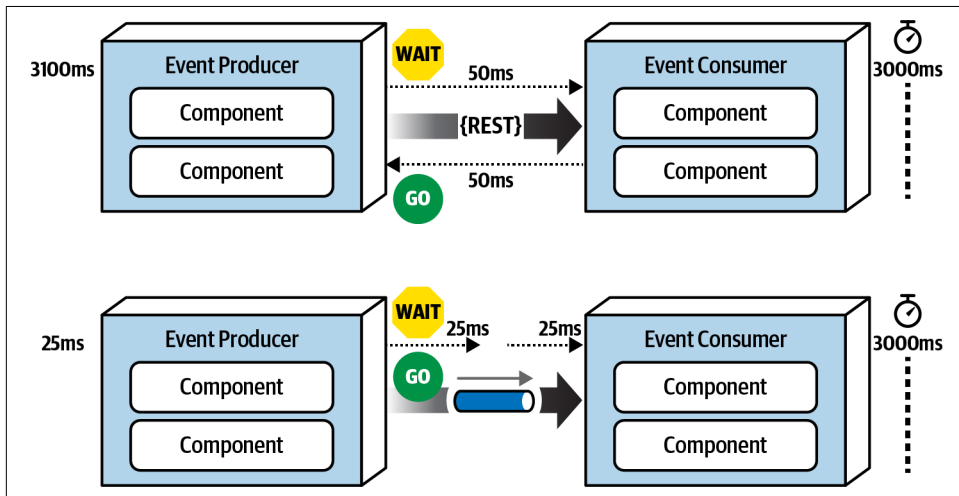 WAIT
3100ms
Event Producer
50ms
Event Consumer
3000ms
Component
{REST}
Component
Component
50ms
Component
GO
WAIT
25ms
Event Producer
25ms
25ms
Event Consumer
3000ms
GO
Component
Component
Component
Component